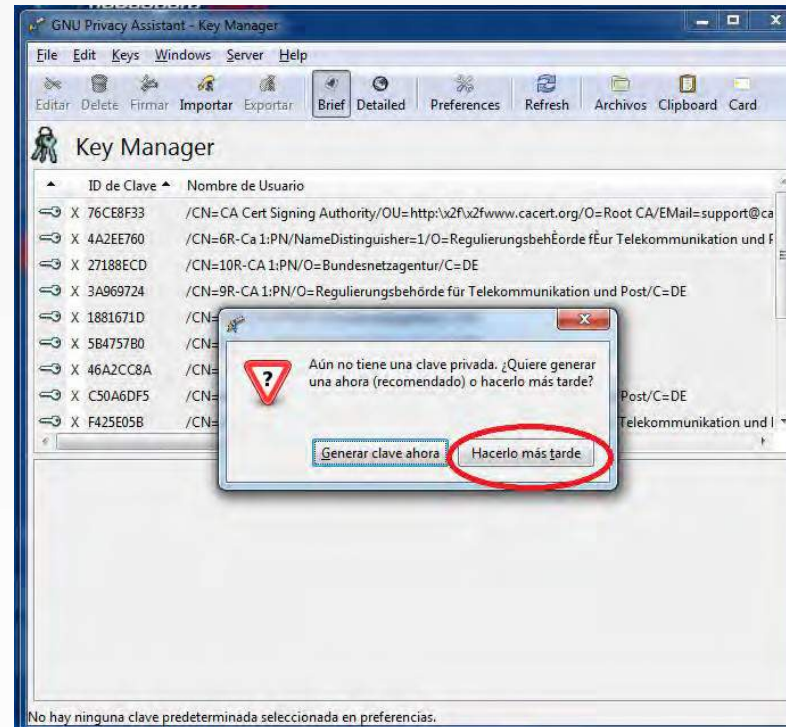 GNU Privacy Assistant - Key Manager
File Edit Keys Windows Server Help
Editar Delete Firmar Importar Exportar Brief Detailed Preferences Refresh Archivos Clipboard Card
Key Manager
ID de Clave Nombre de Usuario
X 76CE8F33 /CN=CA Cert Signing Authority/OU=http:\x2f\x2fwww.cacert.org/O=Root CA/EMail=support@ca
X 4A2EE760 /CN=6R-Ca 1:PN/NameDistinguisher=1/O=RegulierungsbehÈorde fÈur Telekommunikation und F
X 27188ECD /CN=10R-CA 1:PN/O=Bundesnetzagentur/C=DE
X 3A969724 /CN=9R-CA 1:PN/O=Regulierungsbehörde für Telekommunikation und Post/C=DE
X 1881671D /CN=
X 5B4757B0 /CN=
X 46A2CC8A /CN=
X C50A6DF5 /CN= Post/C=DE
X F425E05B /CN= Telekommunikation und
Aún no tiene una clave privada. ¿Quiere generar
una ahora (recomendado) o hacerlo más tarde?
Generar clave ahora Hacerlo más tarde
No hay ninguna clave predeterminada seleccionada en preferencias.